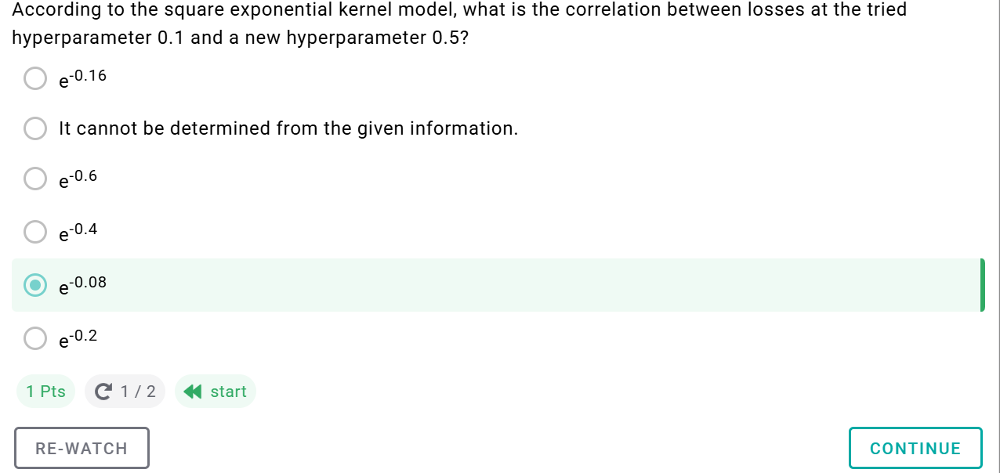 According to the square exponential kernel model, what is the correlation between losses at the tried
hyperparameter 0.1 and a new hyperparameter 0.5?
e-0.16
It cannot be determined from the given information.
e-0.6
e-0.4
e-0.08
e-0.2
1 Pts 1 / 2 start
RE-WATCH CONTINUE